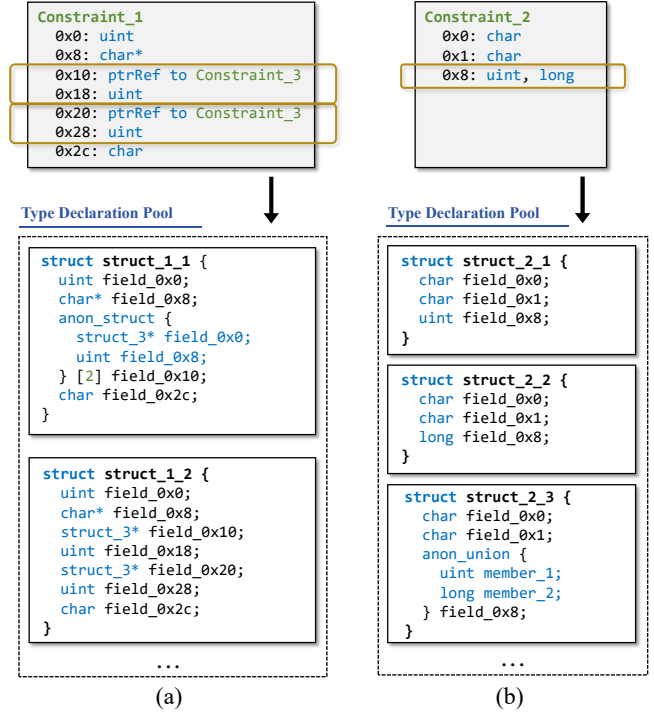 Constraint_1
0x0: uint
0x8: char*
0x10: ptrRef to Constraint_3
0x18: uint
0x20: ptrRef to Constraint_3
0x28: uint
0x2c: char
Type Declaration Pool
struct struct_1_1 {
uint field_0x0;
char* field_0x8;
anon_struct {
struct_3* field_0x0;
uint field_0x8;
} [2] field_0x10;
char field_0x2c;
}
struct struct_1_2 {
uint field_0x0;
char* field_0x8;
struct_3* field_0x10;
uint field_0x18;
struct_3* field_0x20;
uint field_0x28;
char field_0x2c;
}
...
(a)
Constraint_2
0x0: char
0x1: char
0x8: uint, long
Type Declaration Pool
struct struct_2_1 {
char field_0x0;
char field_0x1;
uint field_0x8;
}
struct struct_2_2 {
char field_0x0;
char field_0x1;
long field_0x8;
}
struct struct_2_3 {
char field_0x0;
char field_0x1;
anon_union {
uint member_1;
long member_2;
} field_0x8;
}
...
(b)